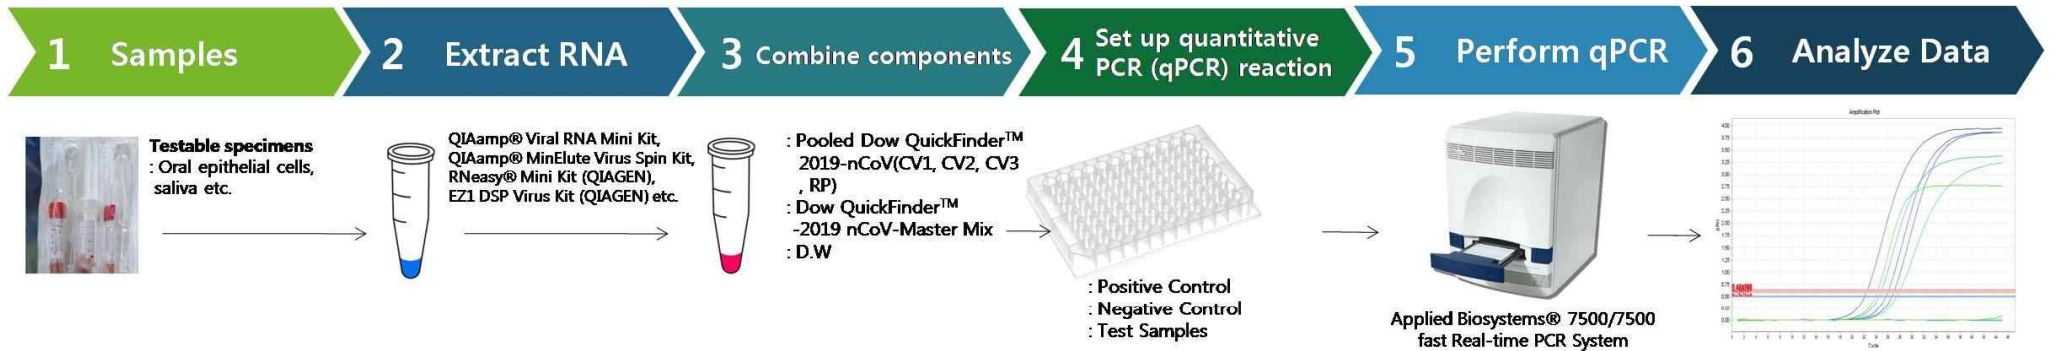 1 Samples
2 Extract RNA
3 Combine components
4 Set up quantitative
PCR (qPCR) reaction
5 Perform qPCR
6 Analyze Data
Testable specimens
: Oral epithelial cells,
saliva etc.
QIAamp® Viral RNA Mini Kit,
QIAamp® MinElute Virus Spin Kit,
RNeasy® Mini Kit (QIAGEN),
EZ1 DSP Virus Kit (QIAGEN) etc.
: Pooled Dow QuickFinder™
2019-nCoV(CV1, CV2, CV3
, RP)
: Dow QuickFinder™
-2019 nCoV-Master Mix
: D.W
: Positive Control
: Negative Control
: Test Samples
Applied Biosystems® 7500/7500
fast Real-time PCR System
Amplification Plot
Cycle